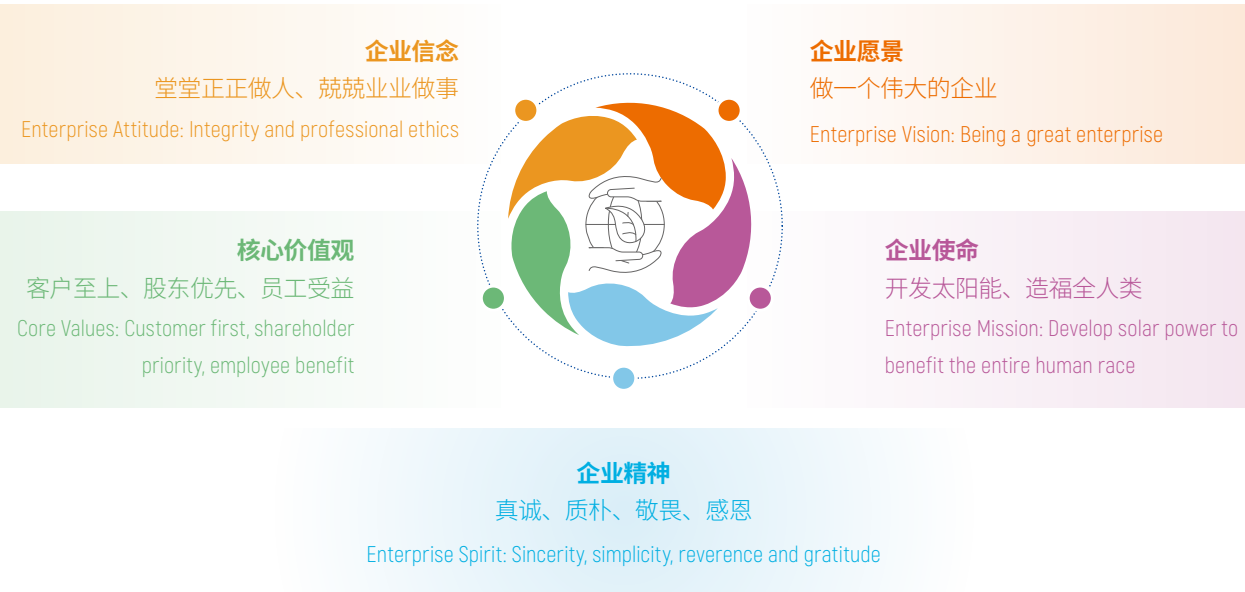 企业信念
堂堂正正做人、兢兢业业做事
Enterprise Attitude: Integrity and professional ethics
企业愿景
做一个伟大的企业
Enterprise Vision: Being a great enterprise
核心价值观
客户至上、股东优先、员工受益
Core Values: Customer first, shareholder
priority, employee benefit
企业使命
开发太阳能、造福全人类
Enterprise Mission: Develop solar power to
benefit the entire human race
企业精神
真诚、质朴、敬畏、感恩
Enterprise Spirit: Sincerity, simplicity, reverence and gratitude